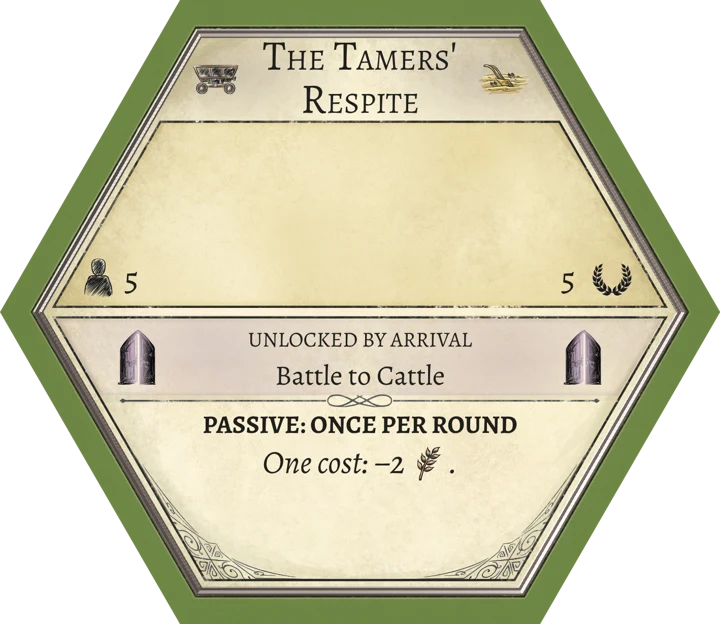 The Tamers'
Respite
5
5
UNLOCKED BY ARRIVAL
Battle to Cattle
PASSIVE: ONCE PER ROUND
One cost: –2 .